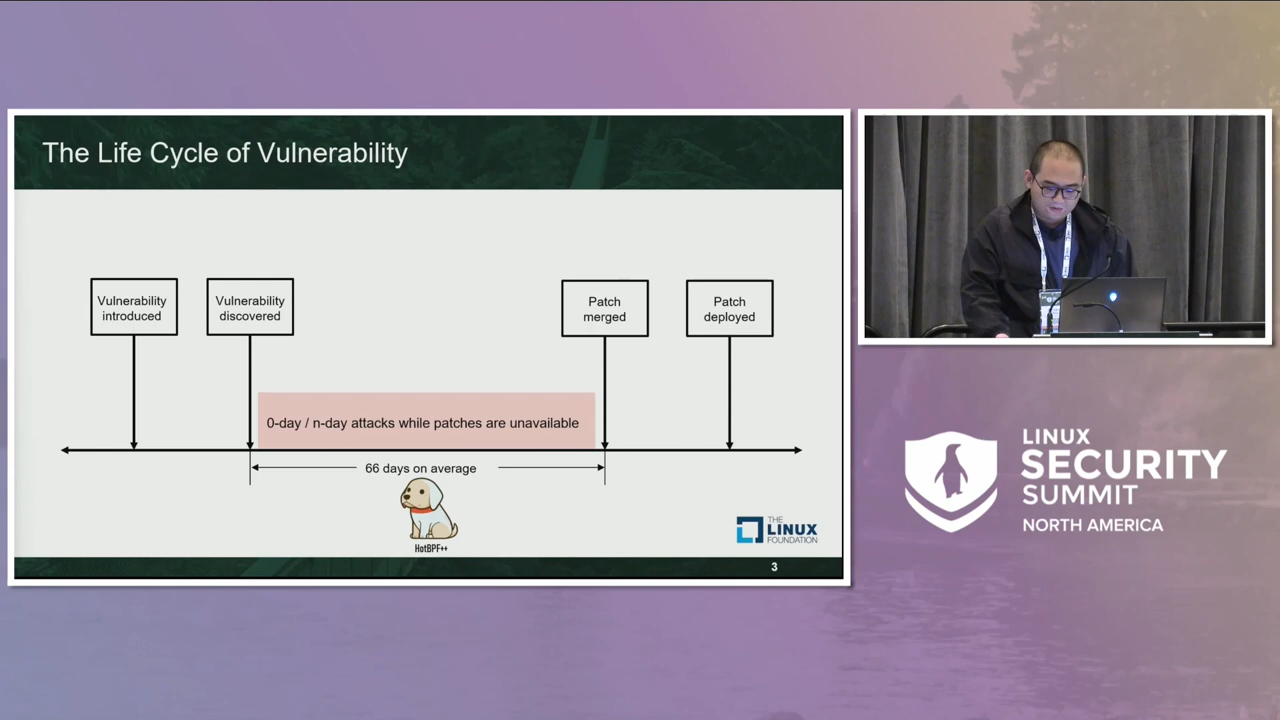 The Life Cycle of Vulnerability
Vulnerability
introduced
Vulnerability
discovered
Patch
merged
Patch
deployed
0-day / n-day attacks while patches are unavailable
66 days on average
HotBPF++
THE
LINUX
FOUNDATION
3
LINUX
SECURITY
SUMMIT
NORTH AMERICA